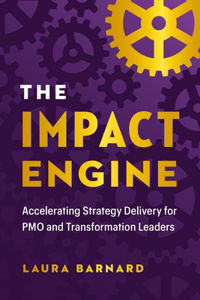 THE
IMPACT
ENGINE
Accelerating Strategy Delivery for
PMO and Transformation Leaders
LAURA BARNARD